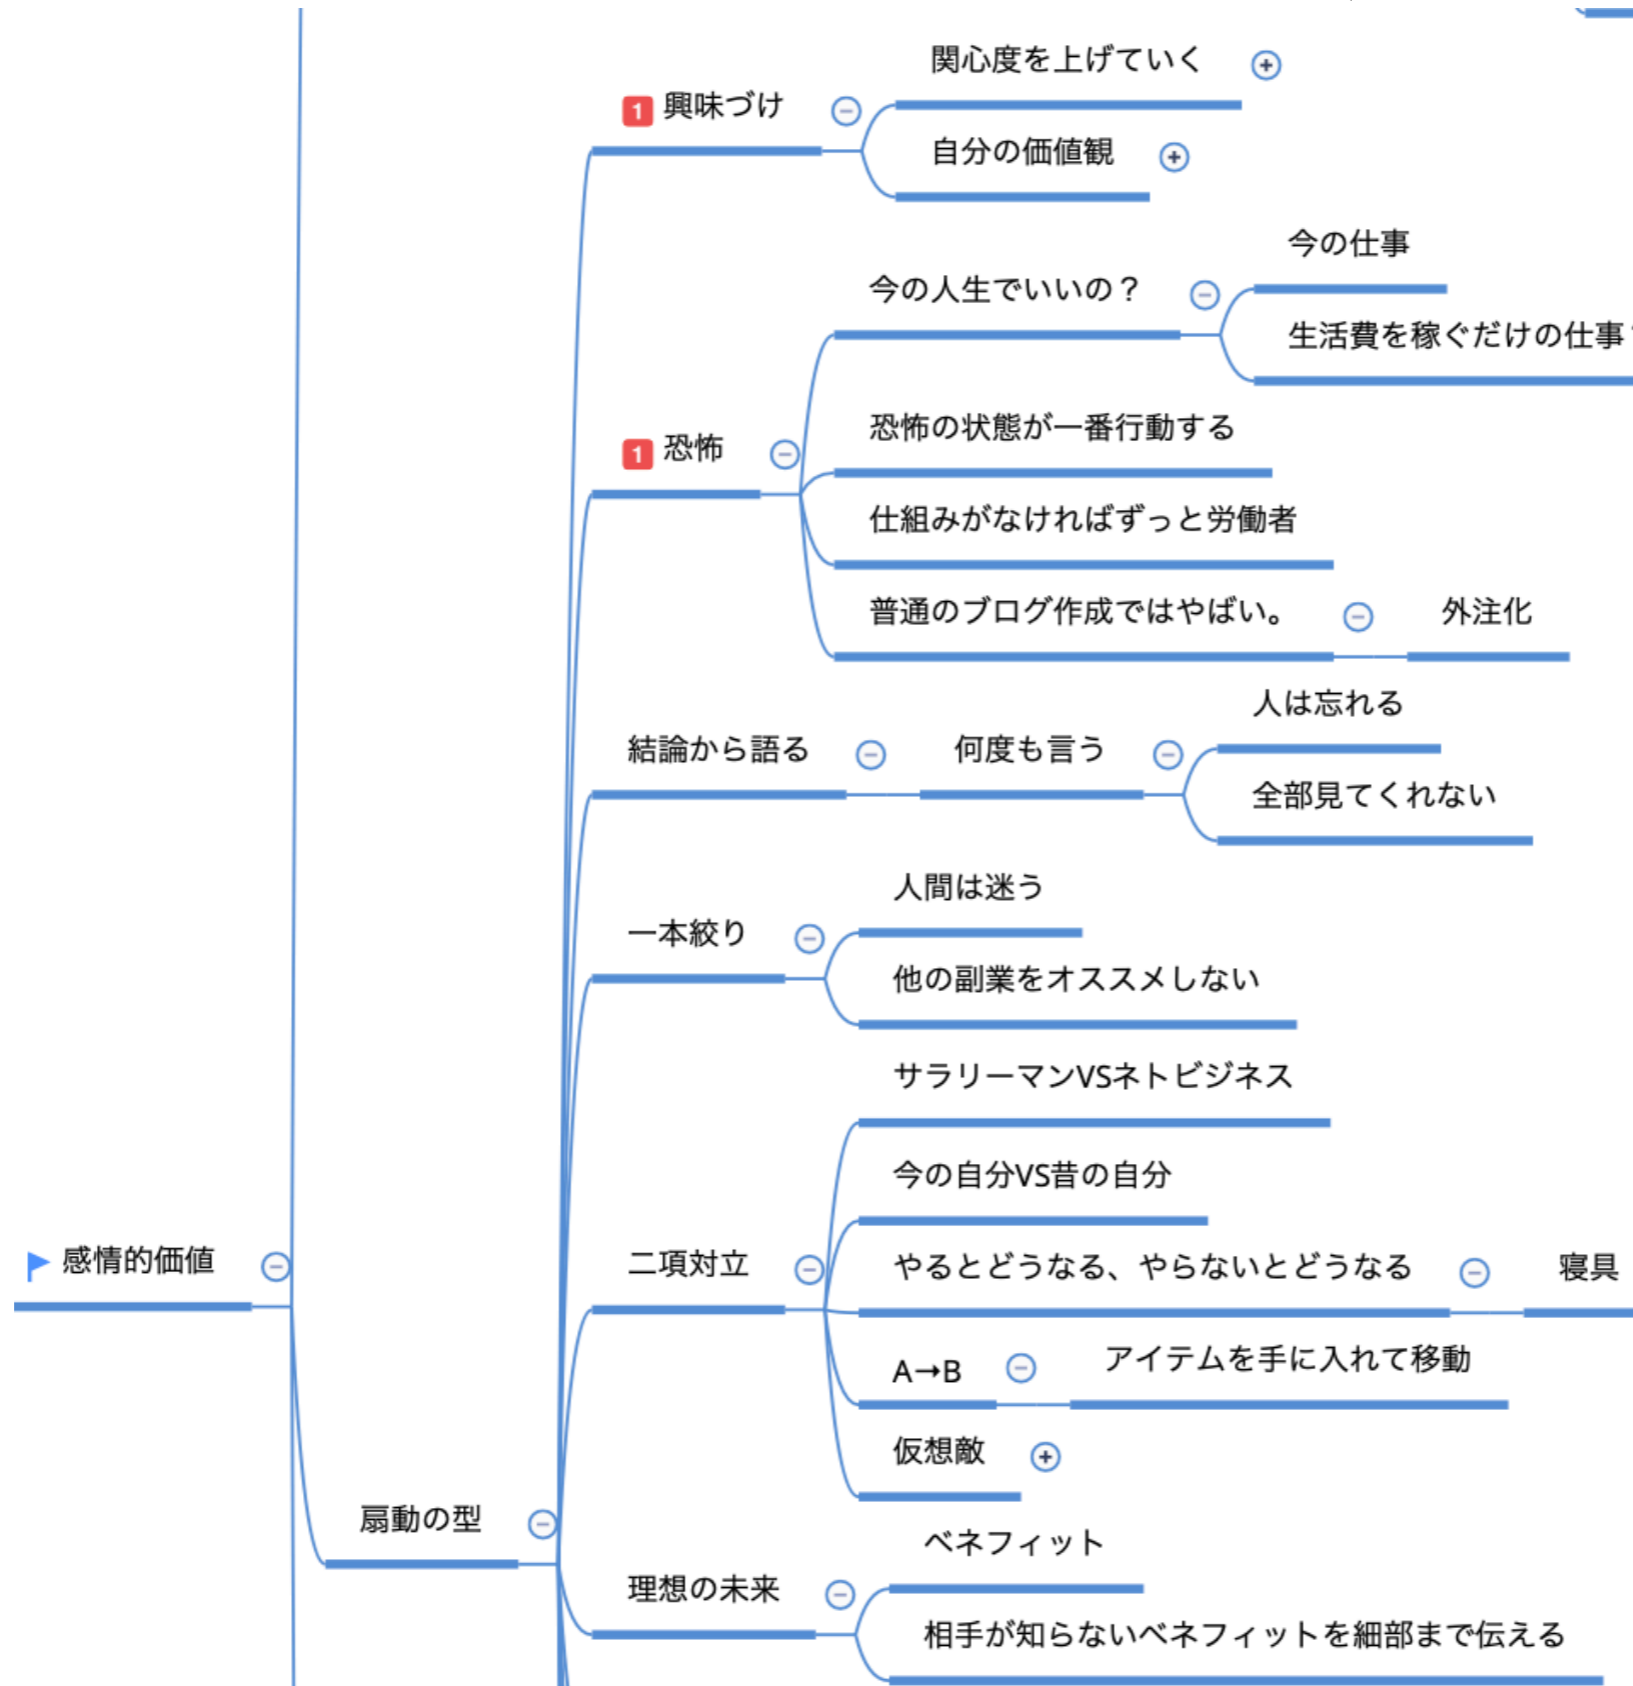 関心度を上げていく
1 興味づけ
自分の価値観
今の仕事
今の人生でいいの？
生活費を稼ぐだけの仕事
恐怖の状態が一番行動する
1 恐怖
仕組みがなければずっと労働者
普通のブログ作成ではやばい。
外注化
人は忘れる
結論から語る
何度も言う
全部見てくれない
人間は迷う
一本絞り
他の副業をオススメしない
サラリーマンVSネトビジネス
今の自分VS昔の自分
感情的価値
二項対立
やるとどうなる、やらないとどうなる
寝具
A→B
アイテムを手に入れて移動
仮想敵
扇動の型
ベネフィット
理想の未来
相手が知らないベネフィットを細部まで伝える